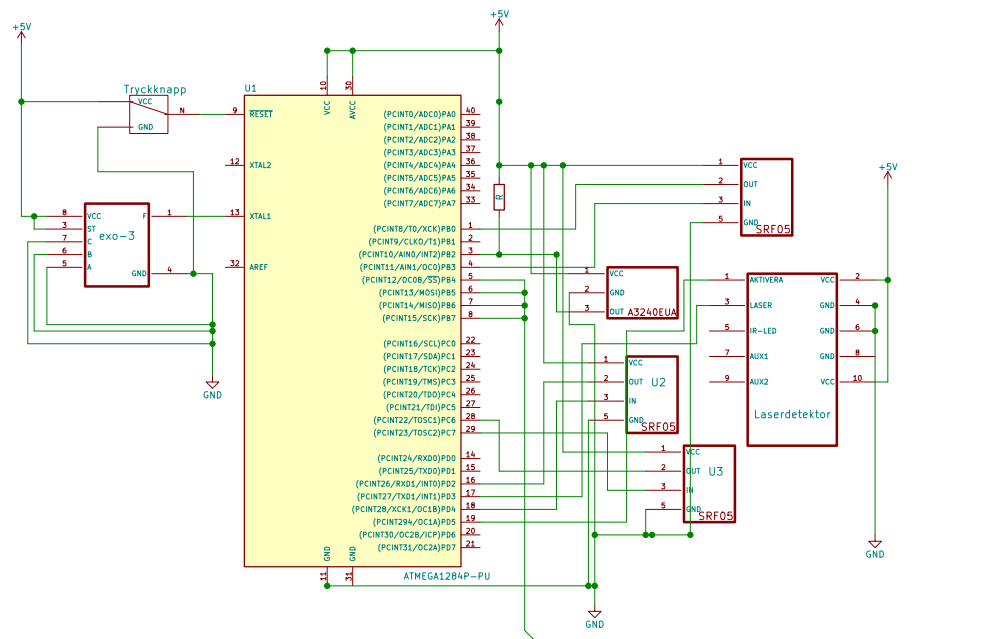 +5V
+5V
Tryckknapp
VCC
GND
N
U1
10
VCC
30
AVCC
9
RESET
12
XTAL2
13
XTAL1
32
AREF
8
VCC
3
ST
7
C
6
B
5
A
exo-3
F
1
GND
4
GND
(PCINT0/ADC0)PA0
40
(PCINT1/ADC1)PA1
39
(PCINT2/ADC2)PA2
38
(PCINT3/ADC3)PA3
37
(PCINT4/ADC4)PA4
36
(PCINT5/ADC5)PA5
35
(PCINT6/ADC6)PA6
34
(PCINT7/ADC7)PA7
33
(PCINT8/T0/XCK)PB0
1
(PCINT9/CLKO/T1)PB1
2
(PCINT10/AIN0/INT2)PB2
3
(PCINT11/AIN1/OC0)PB3
4
(PCINT12/OC0B/SS)PB4
5
(PCINT13/MOSI)PB5
6
(PCINT14/MISO)PB6
7
(PCINT15/SCK)PB7
8
(PCINT16/SCL)PC0
22
(PCINT17/SDA)PC1
23
(PCINT18/TCK)PC2
24
(PCINT19/TMS)PC3
25
(PCINT20/TDO)PC4
26
(PCINT21/TDI)PC5
27
(PCINT22/TOSC1)PC6
28
(PCINT23/TOSC2)PC7
29
(PCINT24/RXD0)PD0
14
(PCINT25/TXD0)PD1
15
(PCINT26/RXD1/INT0)PD2
16
(PCINT27/TXD1/INT1)PD3
17
(PCINT28/XCK1/OC1B)PD4
18
(PCINT294/OC1A)PD5
19
(PCINT30/OC2B/ICP)PD6
20
(PCINT31/OC2A)PD7
21
GND
11
GND
31
ATMEGA1284P-PU
R
1
VCC
2
OUT
3
IN
5
GND
SRF05
1
VCC
2
GND
3
OUT
A3240EUA
1
VCC
2
OUT
3
IN
5
GND
U2
SRF05
1
VCC
2
OUT
3
IN
5
GND
U3
SRF05
GND
+5V
1
AKTIVERA
3
LASER
5
IR-LED
7
AUX1
9
AUX2
VCC
2
GND
4
GND
6
GND
8
VCC
10
Laserdetektor
GND